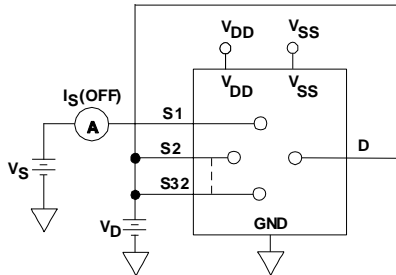 VDD VSS
IS(OFF) VDD VSS
A S1
S2 D
VS S32
VD GND